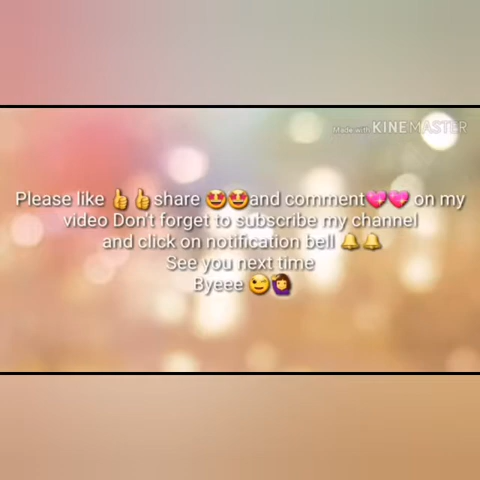 Made with KINEMASTER
Please like 👍👍share 🤩🤩and comment💖💖 on my
video Don't forget to subscribe my channel
and click on notification bell 🔔🔔
See you next time
Byeee 😉🙋‍♀️